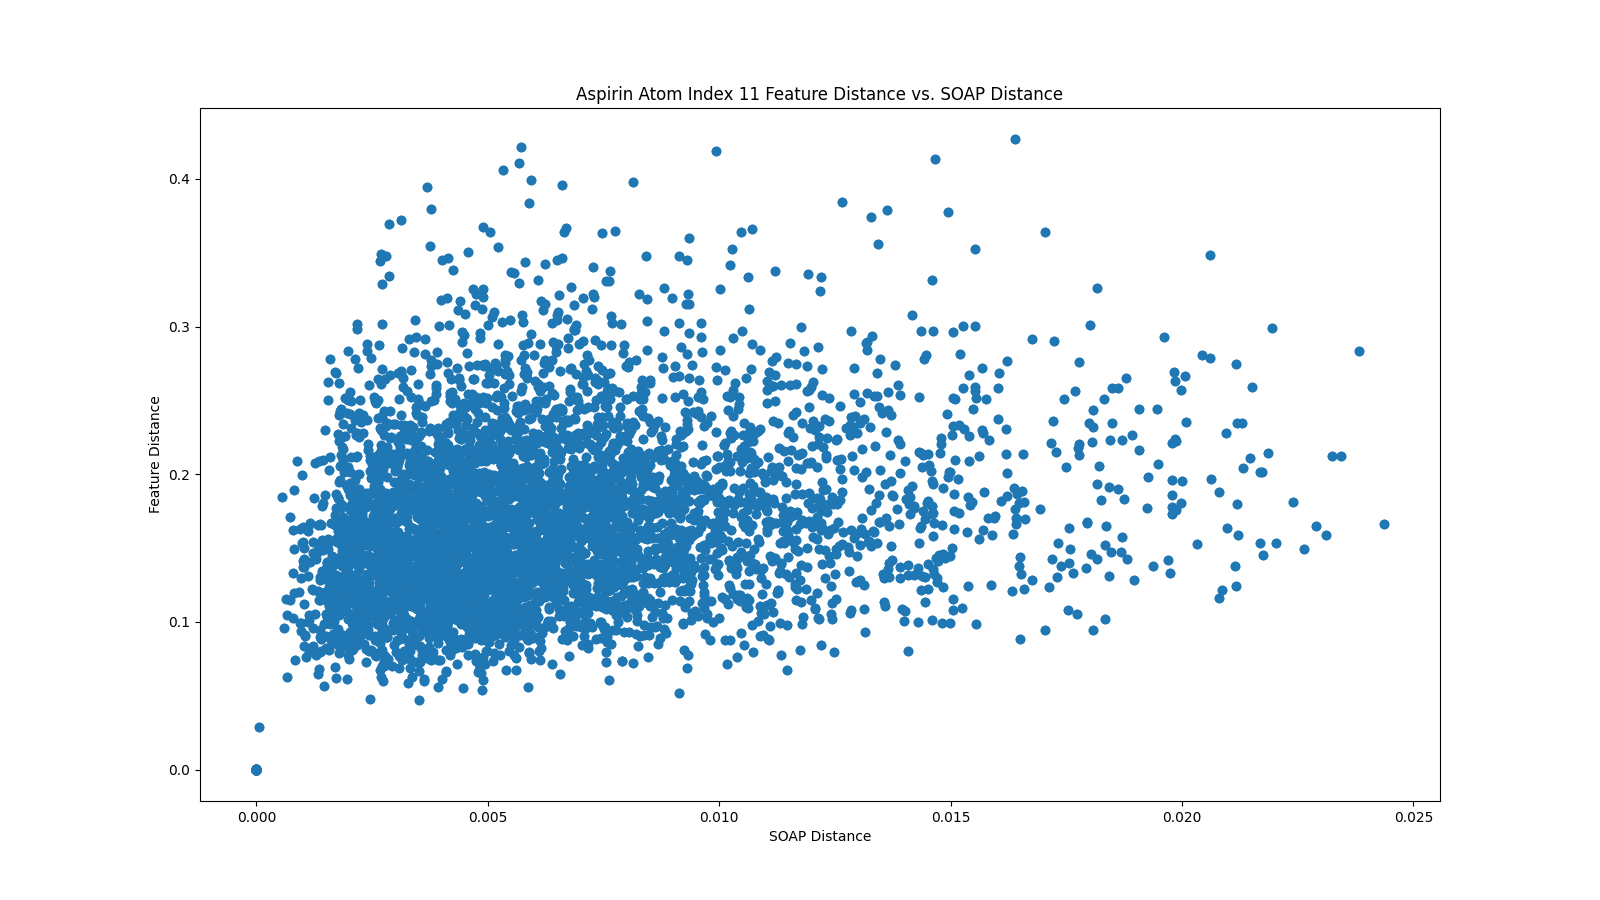 Aspirin Atom Index 11 Feature Distance vs. SOAP Distance
0.4
0.3
0.2
0.1
0.0
Feature Distance
0.000 0.005 0.010 0.015 0.020 0.025
SOAP Distance